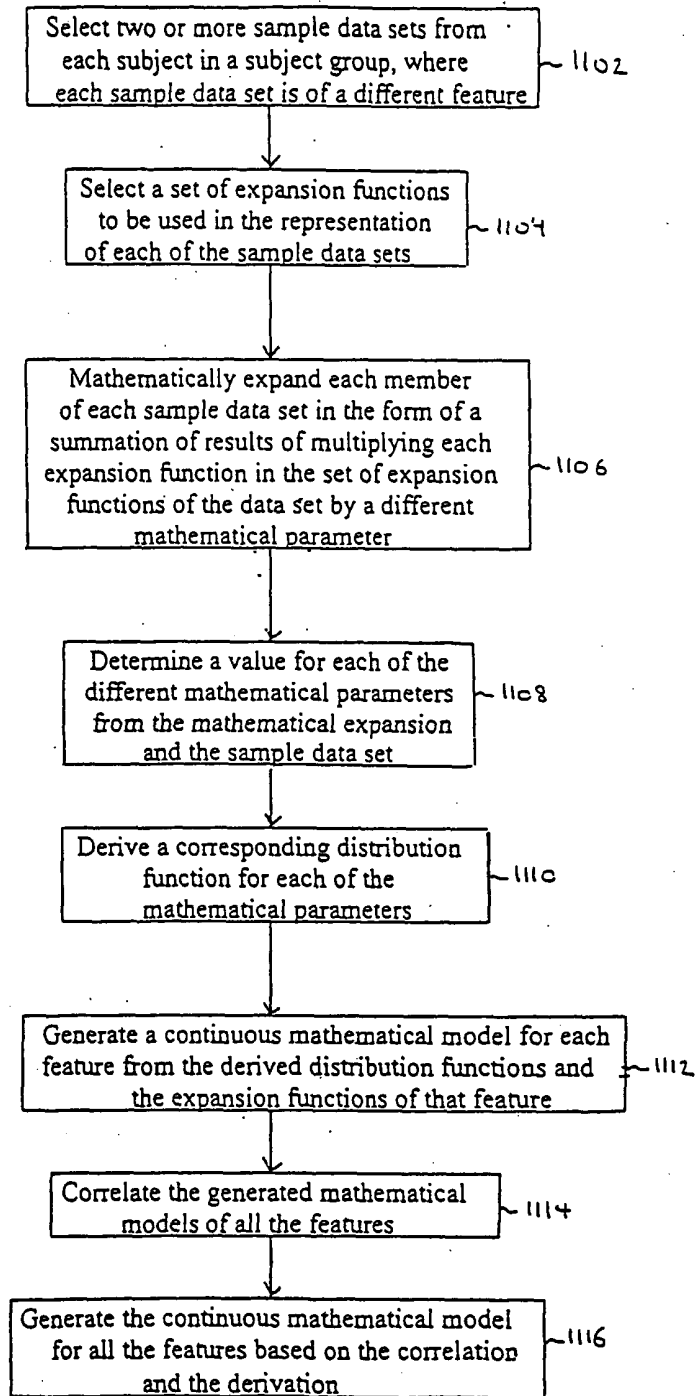 Select two or more sample data sets from
each subject in a subject group, where
each sample data set is of a different feature
1102
Select a set of expansion functions
to be used in the representation
of each of the sample data sets
1104
Mathematically expand each member
of each sample data set in the form of a
summation of results of multiplying each
expansion function in the set of expansion
functions of the data set by a different
mathematical parameter
1106
Determine a value for each of the
different mathematical parameters
from the mathematical expansion
and the sample data set
1108
Derive a corresponding distribution
function for each of the
mathematical parameters
1110
Generate a continuous mathematical model for each
feature from the derived distribution functions and
the expansion functions of that feature
1112
Correlate the generated mathematical
models of all the features
1114
Generate the continuous mathematical model
for all the features based on the correlation
and the derivation
1116